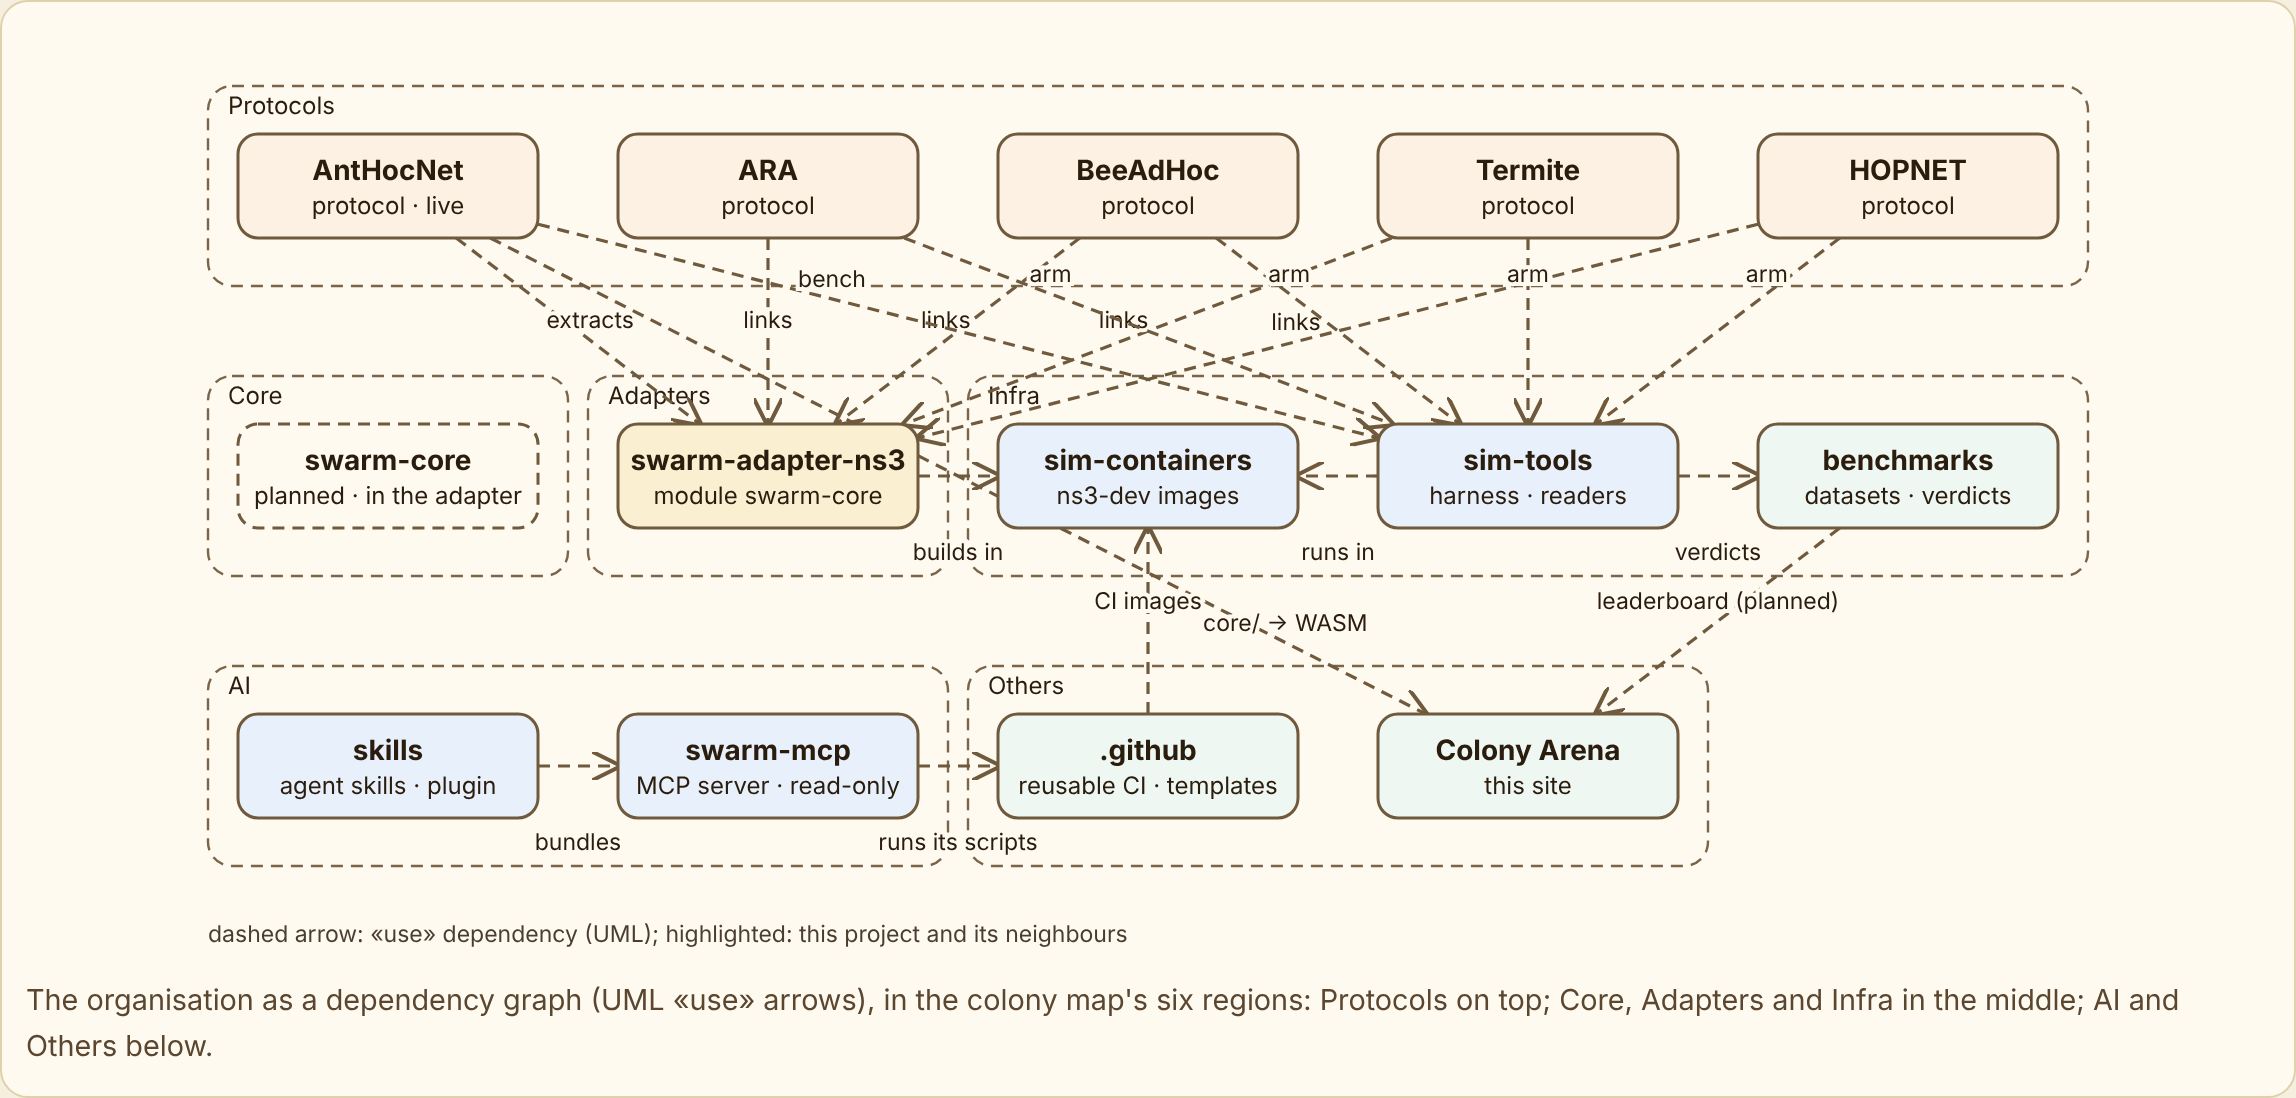 Protocols
AntHocNet
protocol · live
ARA
protocol
BeeAdHoc
protocol
Termite
protocol
HOPNET
protocol
bench
arm
arm
arm
arm
extracts
links
links
links
links
Core
swarm-core
planned · in the adapter
Adapters
swarm-adapter-ns3
module swarm-core
Infra
sim-containers
ns3-dev images
sim-tools
harness · readers
benchmarks
datasets · verdicts
builds in
runs in
verdicts
CI images
core/ → WASM
leaderboard (planned)
AI
skills
agent skills · plugin
swarm-mcp
MCP server · read-only
Others
.github
reusable CI · templates
Colony Arena
this site
bundles
runs its scripts
dashed arrow: «use» dependency (UML); highlighted: this project and its neighbours
The organisation as a dependency graph (UML «use» arrows), in the colony map's six regions: Protocols on top; Core, Adapters and Infra in the middle; AI and
Others below.